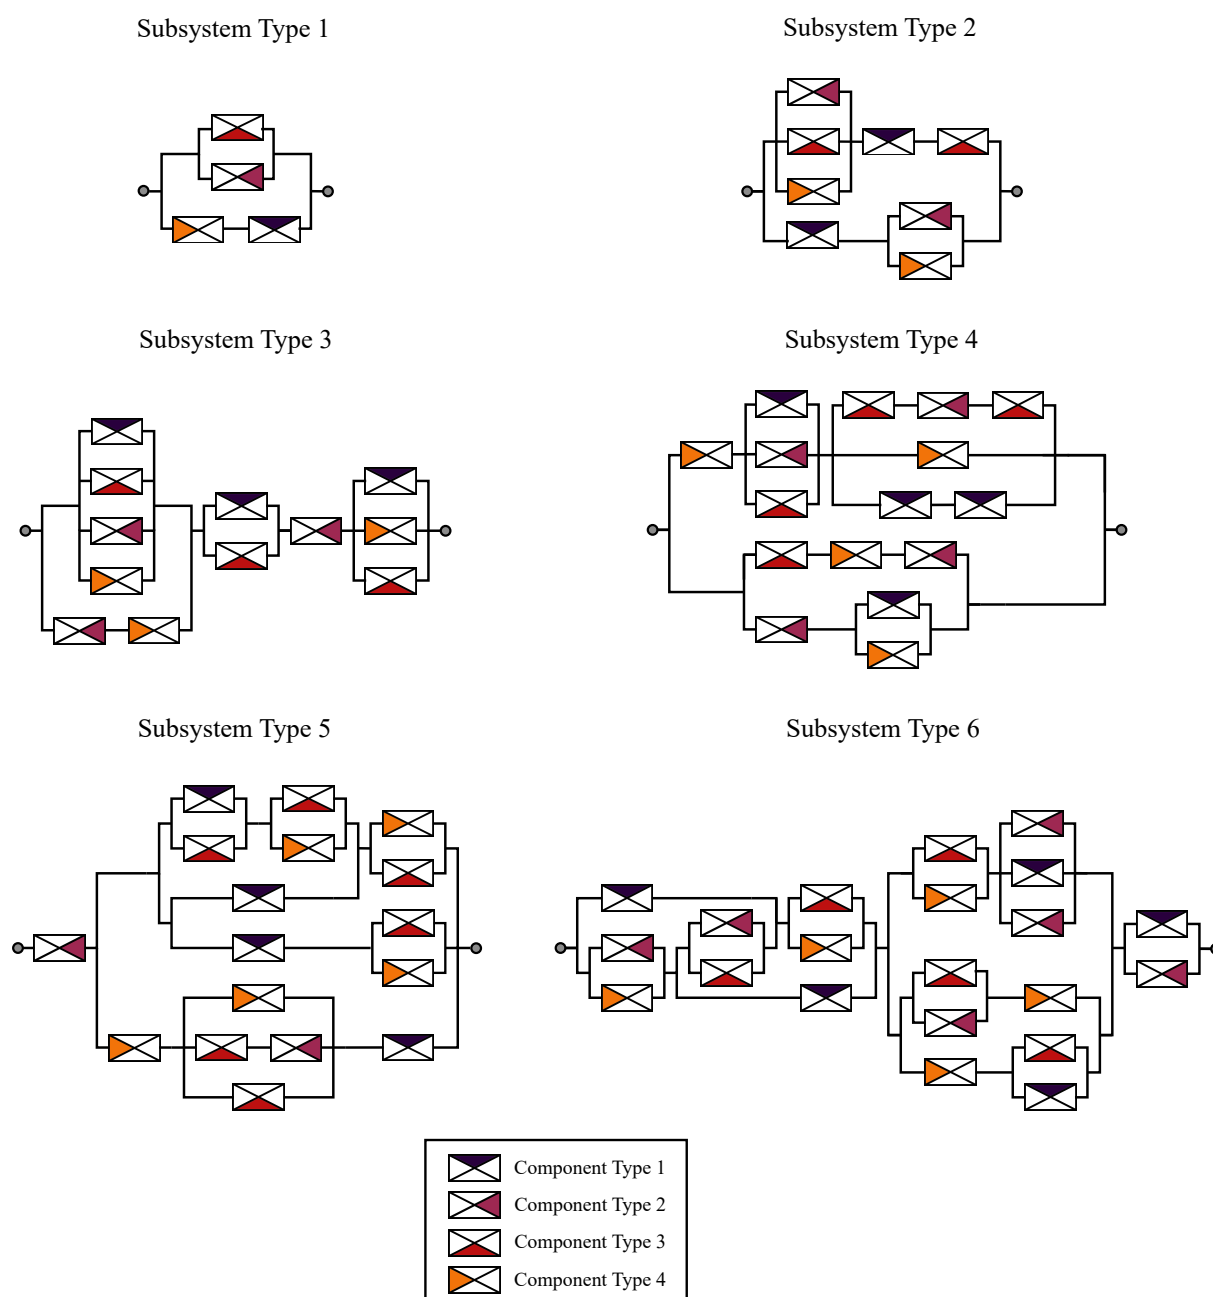 Subsystem Type 1
Subsystem Type 2
Subsystem Type 3
Subsystem Type 4
Subsystem Type 5
Subsystem Type 6
Component Type 1
Component Type 2
Component Type 3
Component Type 4